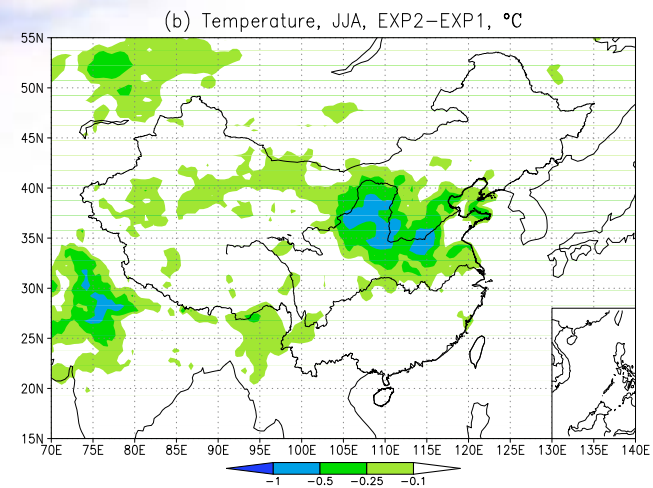 (b) Temperature, JJA, EXP2−EXP1, °C
55N
50N
45N
40N
35N
30N
25N
20N
15N
70E 75E 80E 85E 90E 95E 100E 105E 110E 115E 120E 125E 130E 135E 140E
−1 −0.5 −0.25 −0.1